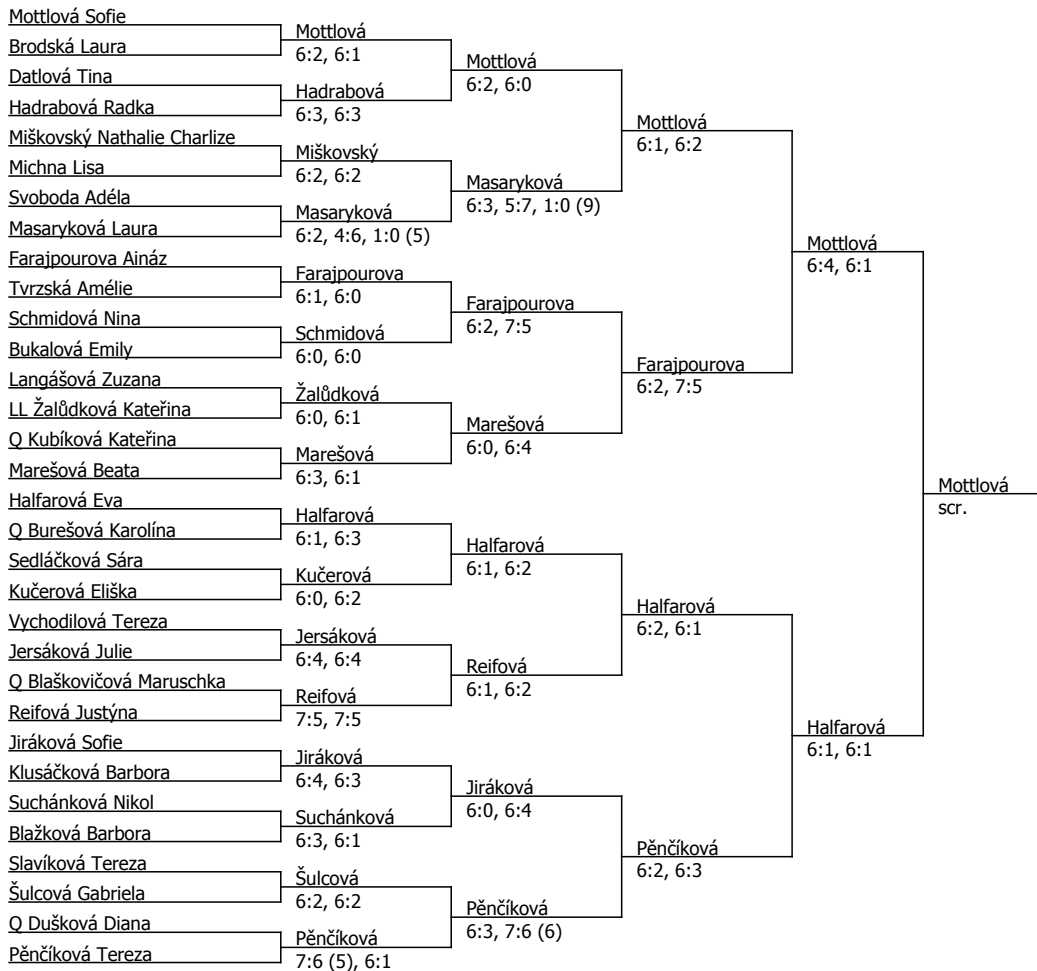 Mottlová Sofie
Brodská Laura
Datlová Tina
Hadrabová Radka
Miškovský Nathalie Charlize
Michna Lisa
Svoboda Adéla
Masaryková Laura
Farajpourova Aináz
Tvrzská Amélie
Schmidová Nina
Bukalová Emily
Langášová Zuzana
LL Žalůdková Kateřina
Q Kubíková Kateřina
Marešová Beata
Halfarová Eva
Q Burešová Karolína
Sedláčková Sára
Kučerová Eliška
Vychodilová Tereza
Jersáková Julie
Q Blaškovičová Maruschka
Reifová Justýna
Jiráková Sofie
Klusáčková Barbora
Suchánková Nikol
Blažková Barbora
Slavíková Tereza
Šulcová Gabriela
Q Dušková Diana
Pěnčíková Tereza
Mottlová
6:2, 6:1
Hadrabová
6:3, 6:3
Miškovský
6:2, 6:2
Masaryková
6:2, 4:6, 1:0 (5)
Farajpourova
6:1, 6:0
Schmidová
6:0, 6:0
Žalůdková
6:0, 6:1
Marešová
6:3, 6:1
Halfarová
6:1, 6:3
Kučerová
6:0, 6:2
Jersáková
6:4, 6:4
Reifová
7:5, 7:5
Jiráková
6:4, 6:3
Suchánková
6:3, 6:1
Šulcová
6:2, 6:2
Pěnčíková
7:6 (5), 6:1
Mottlová
6:2, 6:0
Masaryková
6:3, 5:7, 1:0 (9)
Farajpourova
6:2, 7:5
Marešová
6:0, 6:4
Halfarová
6:1, 6:2
Reifová
6:1, 6:2
Jiráková
6:0, 6:4
Pěnčíková
6:3, 7:6 (6)
Mottlová
6:1, 6:2
Farajpourova
6:2, 7:5
Halfarová
6:2, 6:1
Pěnčíková
6:2, 6:3
Mottlová
6:4, 6:1
Halfarová
6:1, 6:1
Mottlová
scr.